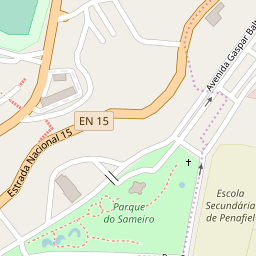 Avenida Gaspar Bal
EN 15
Estrada Nacional 15
Escola
Secundária
de Penafiel
Parque
do Sameiro